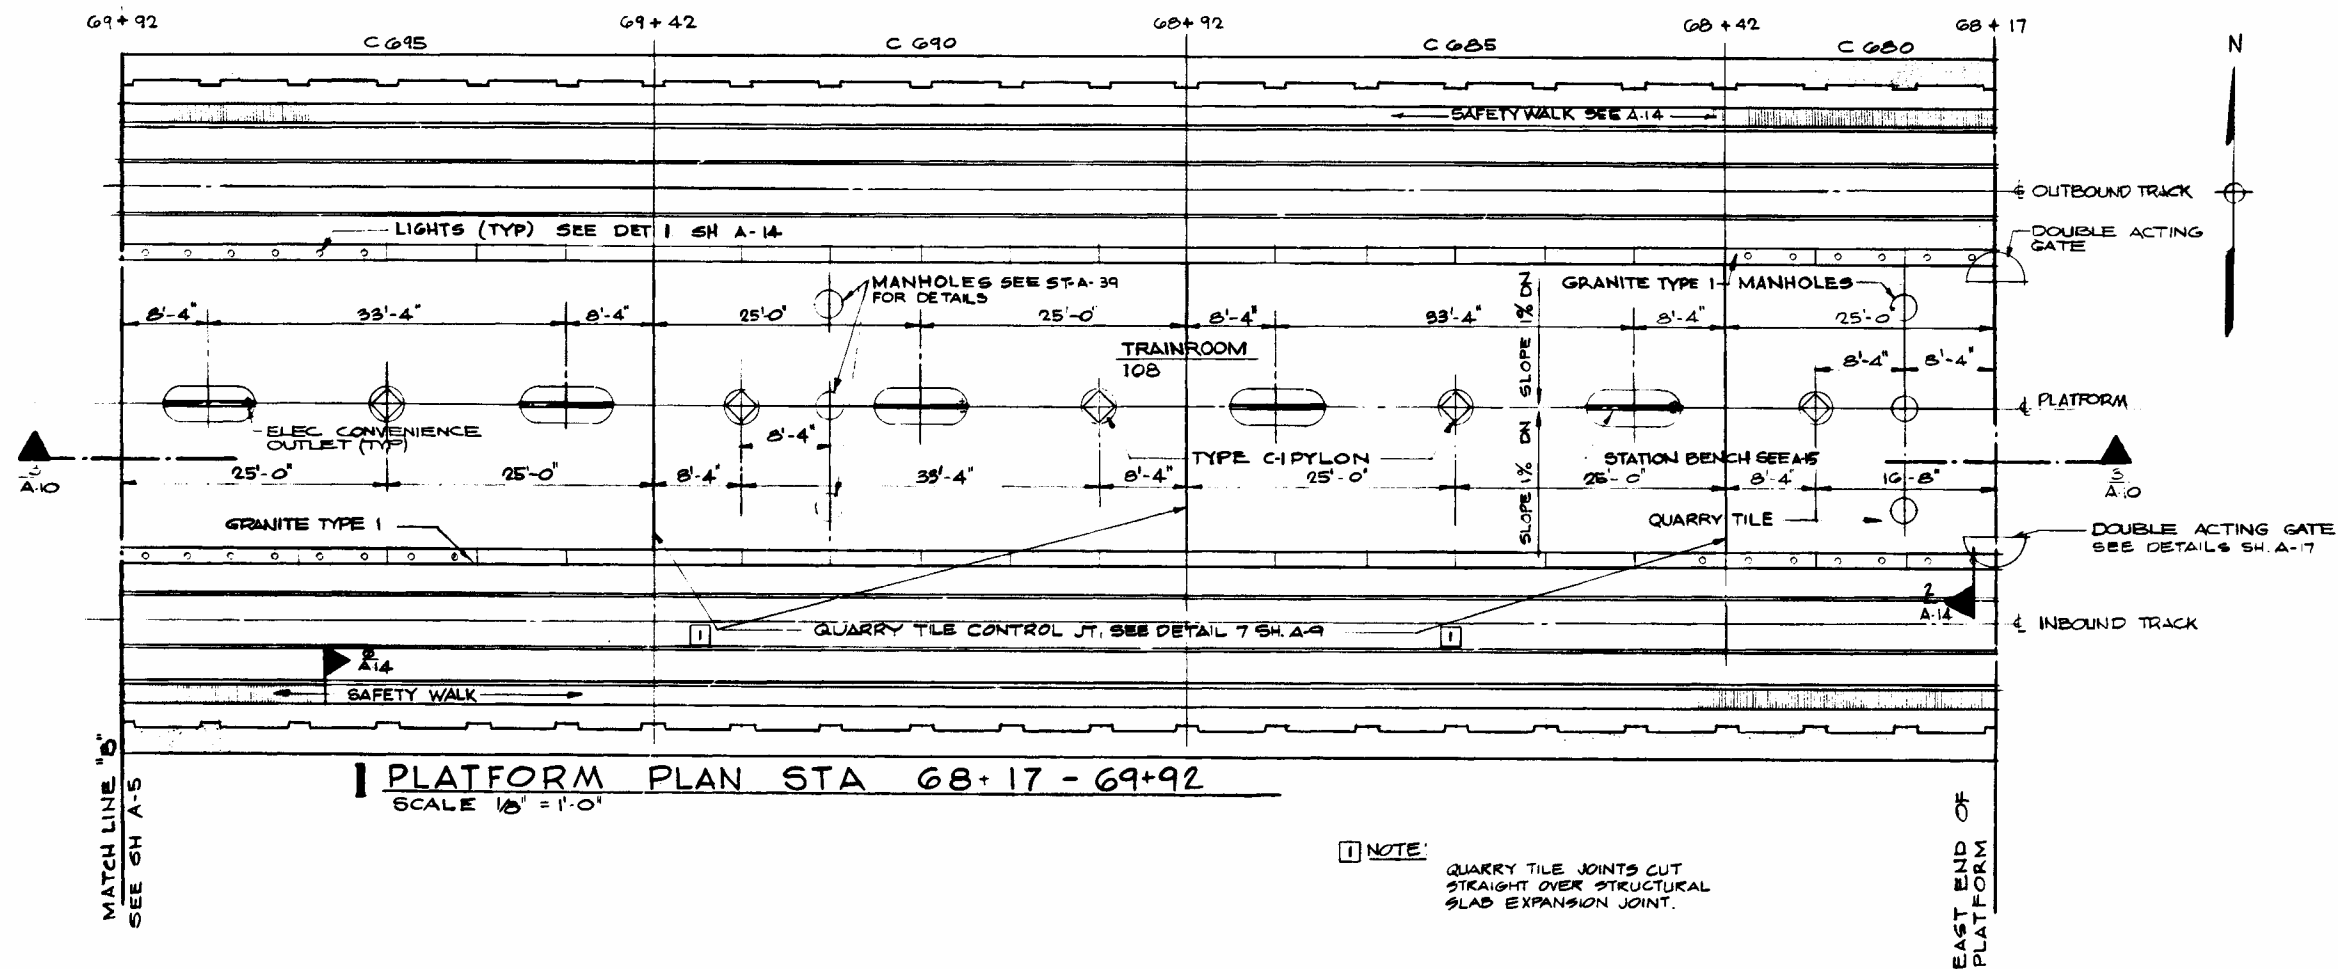 69+92
69+42
68+92
68+42
68+17
C 695
C 690
C 685
C 680
N
SAFETY WALK SEE A-14
℄ OUTBOUND TRACK
LIGHTS (TYP) SEE DET 1 SH A-14
DOUBLE ACTING
GATE
MANHOLES SEE ST-A-39
FOR DETAILS
GRANITE TYPE 1
MANHOLES
8'-4"
33'-4"
8'-4"
25'-0"
25'-0"
8'-4"
33'-4"
8'-4"
25'-0"
SLOPE 1% DN
TRAINROOM
108
8'-4"
8'-4"
℄ PLATFORM
ELEC CONVENIENCE
OUTLET (TYP)
8'-4"
TYPE C-1 PYLON
STATION BENCH SEE A-15
SLOPE 1% DN
A-10
3
A-10
25'-0"
25'-0"
8'-4"
33'-4"
8'-4"
25'-0"
25'-0"
8'-4"
16'-8"
GRANITE TYPE 1
QUARRY TILE
DOUBLE ACTING GATE
SEE DETAILS SH. A-17
2
A-14
1
QUARRY TILE CONTROL JT, SEE DETAIL 7 SH. A-9
1
℄ INBOUND TRACK
A-14
SAFETY WALK
1 PLATFORM PLAN STA 68+17 - 69+92
SCALE 1/8" = 1'-0"
MATCH LINE "B"
SEE SH A-5
1 NOTE:
QUARRY TILE JOINTS CUT
STRAIGHT OVER STRUCTURAL
SLAB EXPANSION JOINT.
EAST END OF
PLATFORM